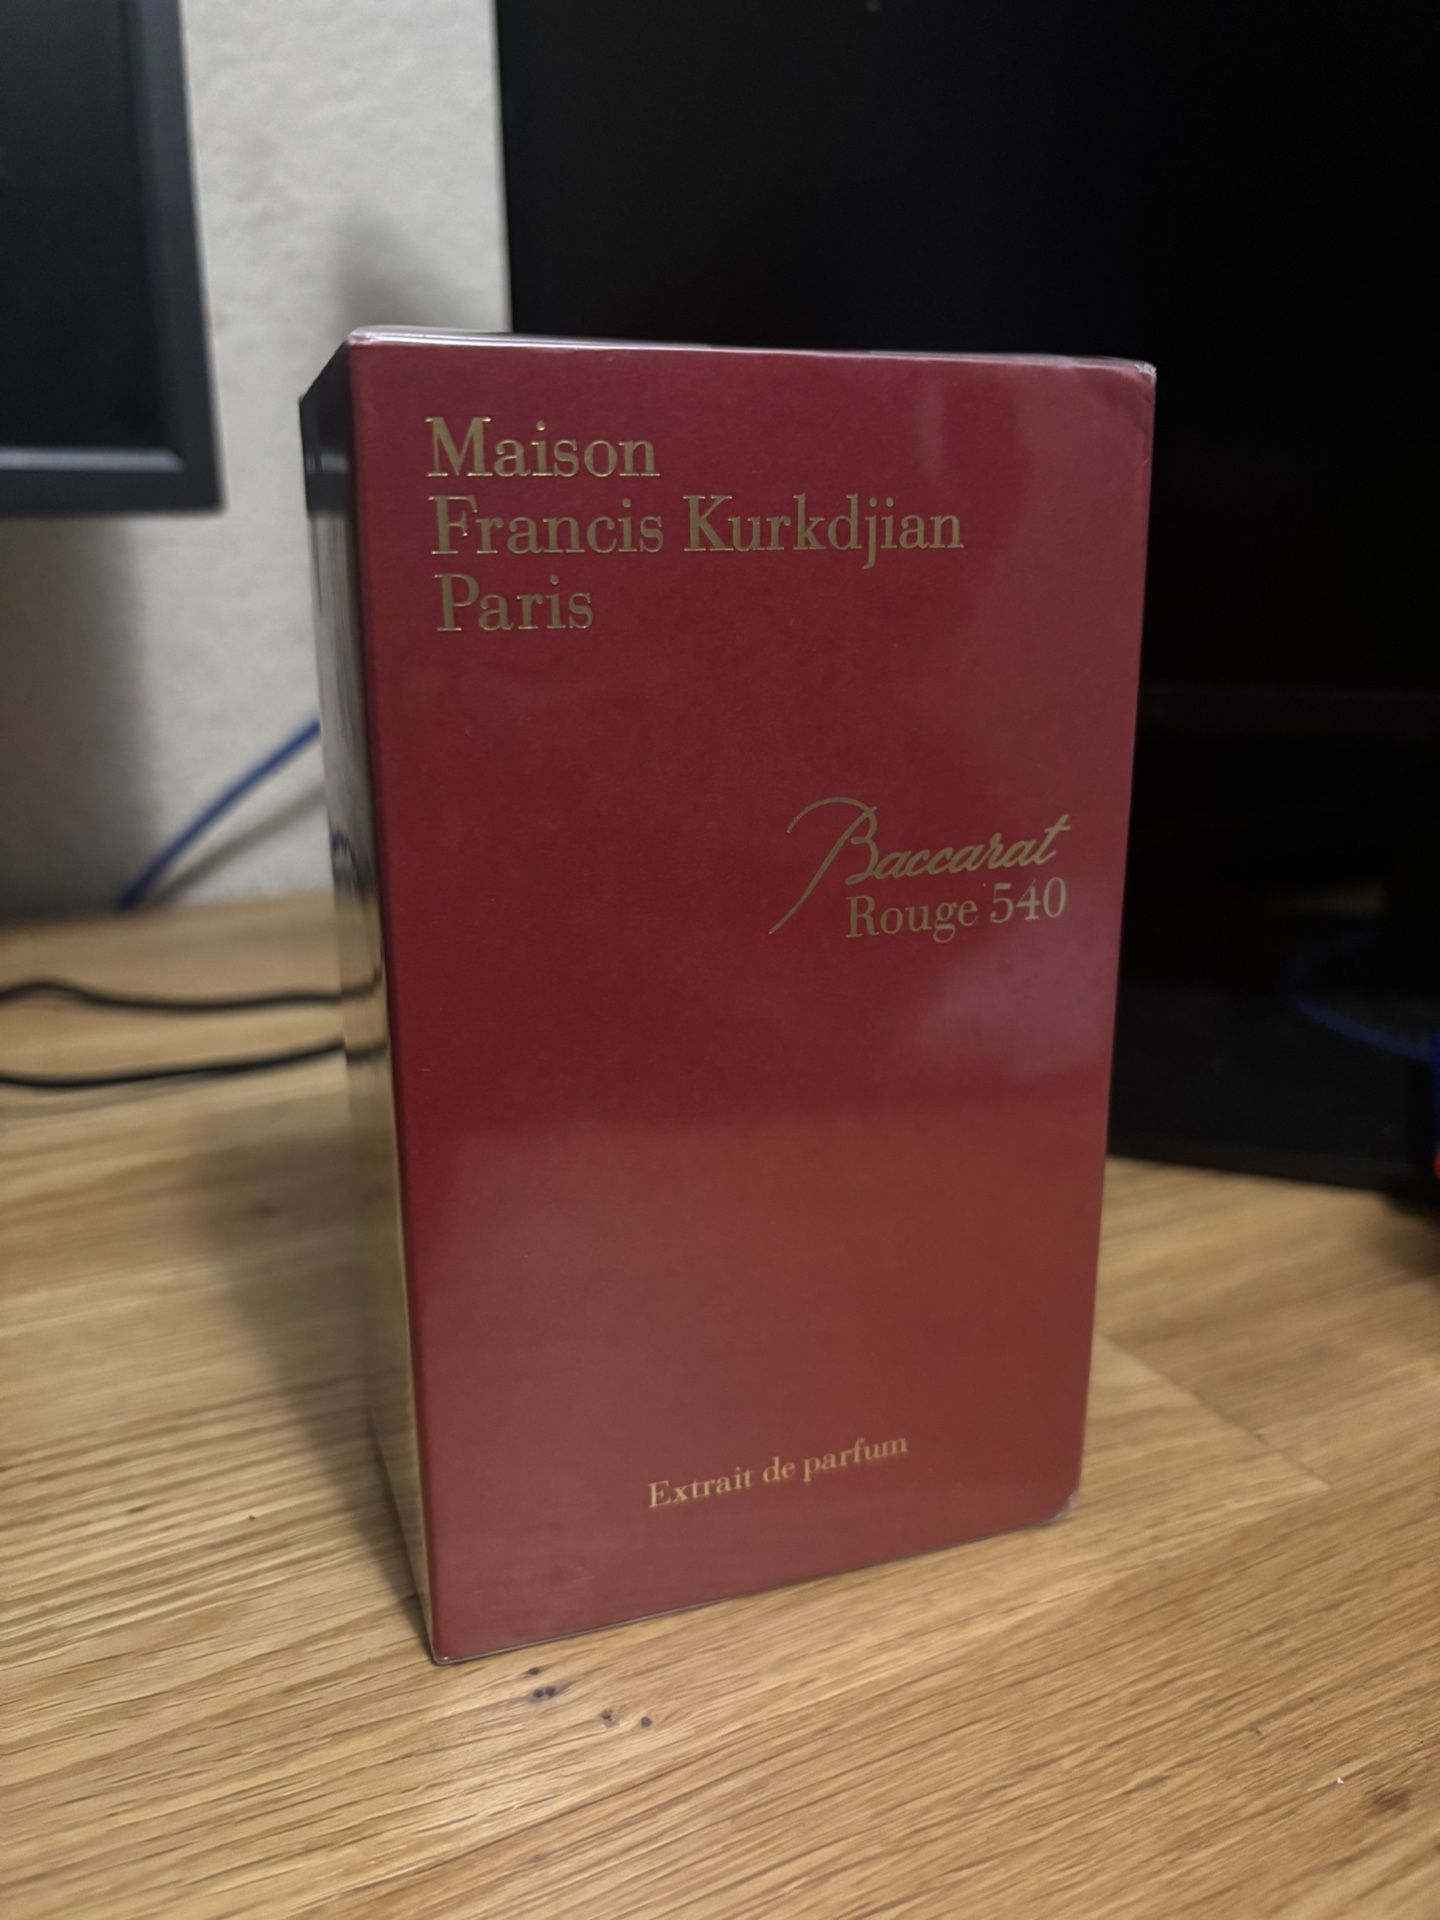 Maison
Francis Kurkdjian
Paris
Baccarat
Rouge 540
Extrait de parfum